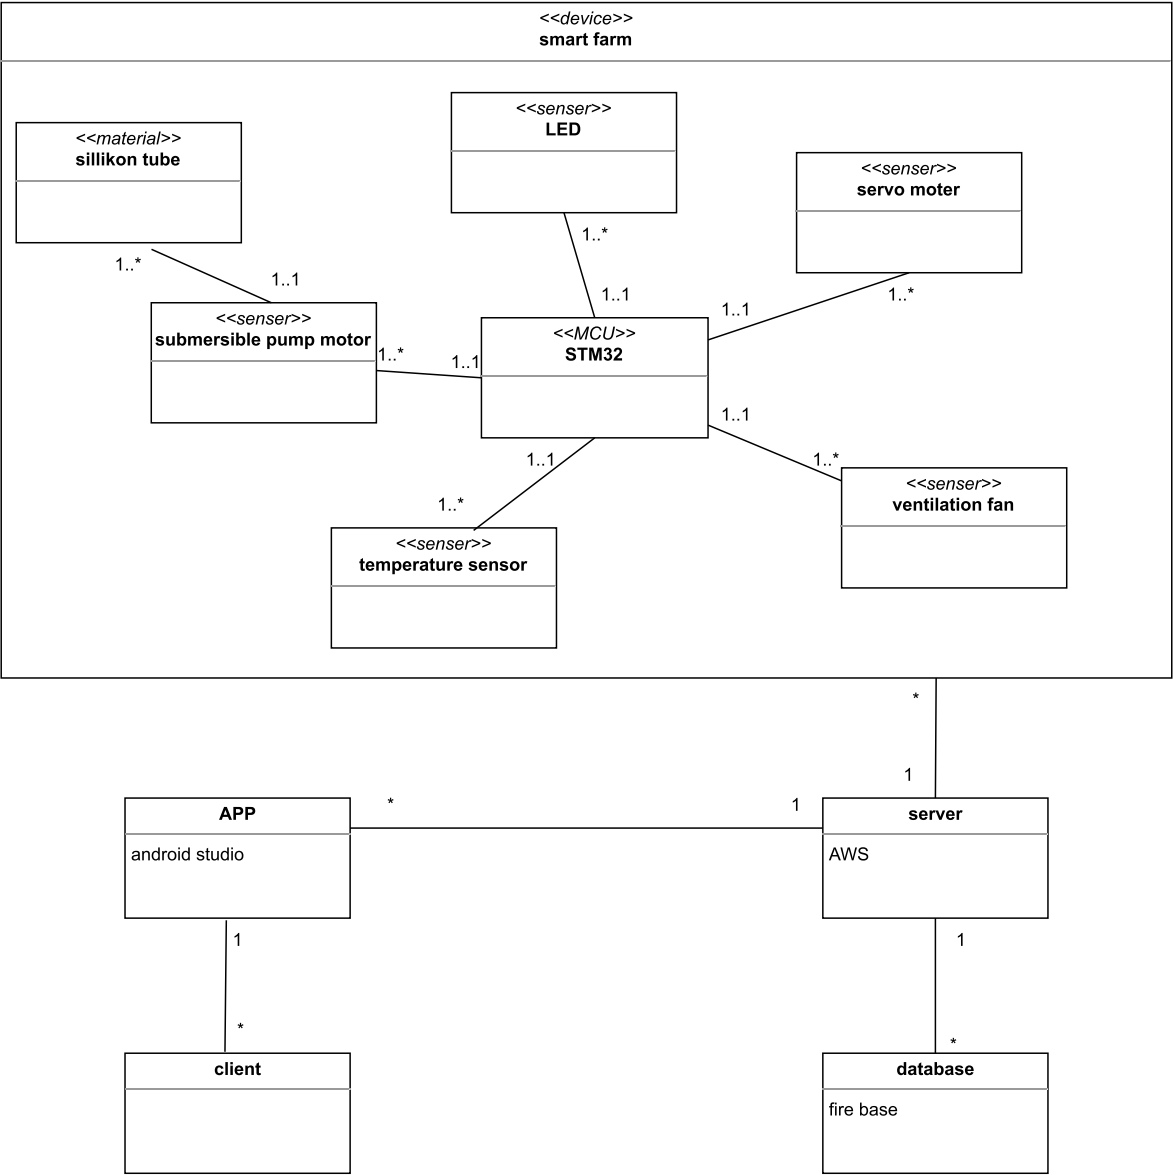 <<device>>
smart farm
<<material>>
sillikon tube
<<senser>>
LED
<<senser>>
servo moter
1..*
1..1
1..*
1..1
1..1
1..*
<<senser>>
submersible pump motor
1..*
1..1
<<MCU>>
STM32
1..1
1..*
1..1
1..*
<<senser>>
ventilation fan
<<senser>>
temperature sensor
*
1
APP
android studio
*
1
server
AWS
1
*
1
*
client
database
fire base